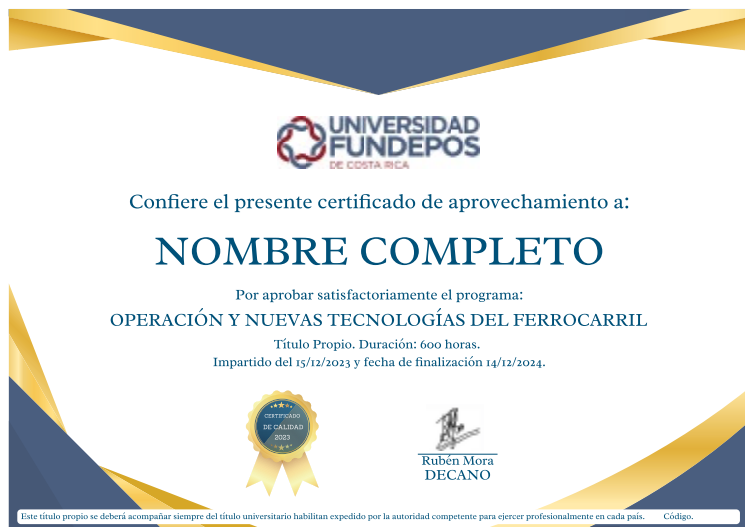 UNIVERSIDAD
FUNDEPOS
DE COSTA RICA
Confiere el presente certificado de aprovechamiento a:
NOMBRE COMPLETO
Por aprobar satisfactoriamente el programa:
OPERACIÓN Y NUEVAS TECNOLOGÍAS DEL FERROCARRIL
Título Propio. Duración: 600 horas.
Impartido del 15/12/2023 y fecha de finalización 14/12/2024.
CERTIFICADO
DE CALIDAD
2023
Rubén Mora
DECANO
Este título propio se deberá acompañar siempre del título universitario habilitan expedido por la autoridad competente para ejercer profesionalmente en cada país. Código.